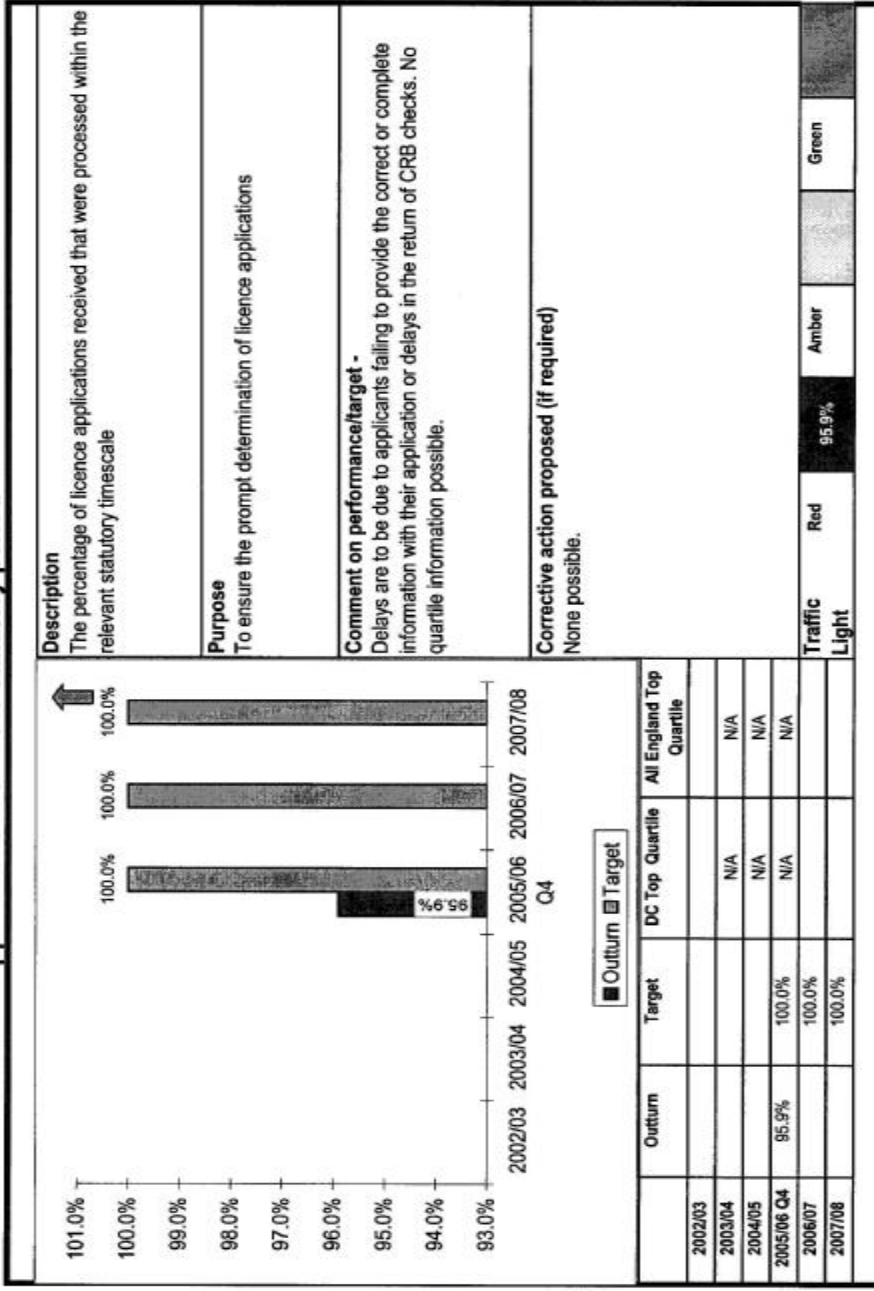 101.0%
100.0%
99.0%
98.0%
97.0%
96.0%
95.0%
94.0%
93.0%
100.0%
100.0%
100.0%
95.9%
2002/03 2003/04 2004/05 2005/06 2006/07 2007/08
Q4
Outturn Target
Outturn Target DC Top Quartile All England Top
Quartile
2002/03
2003/04 N/A N/A
2004/05 N/A N/A
2005/06 Q4 95.9% 100.0% N/A N/A
2006/07 100.0%
2007/08 100.0%
Description
The percentage of licence applications received that were processed within the
relevant statutory timescale
Purpose
To ensure the prompt determination of licence applications
Comment on performance/target -
Delays are to be due to applicants failing to provide the correct or complete
information with their application or delays in the return of CRB checks. No
quartile information possible.
Corrective action proposed (if required)
None possible.
Traffic Red 95.9% Amber Green
Light